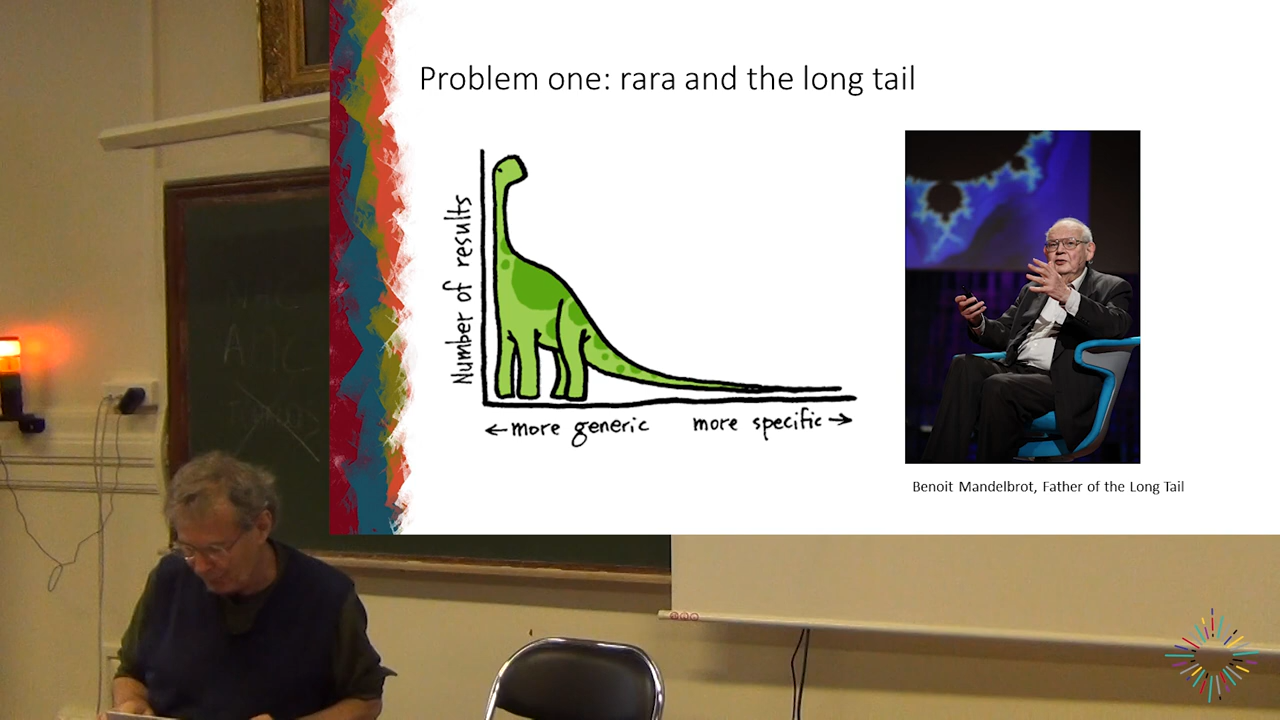 Problem one: rara and the long tail
Number of results
←more generic more specific→
Benoit Mandelbrot, Father of the Long Tail